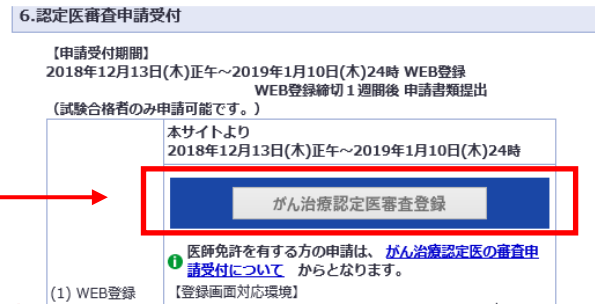 6.認定医審査申請受付
【申請受付期間】
2018年12月13日(木)正午～2019年1月10日(木)24時 WEB登録
WEB登録締切１週間後 申請書類提出
（試験合格者のみ申請可能です。）
本サイトより
2018年12月13日(木)正午～2019年1月10日(木)24時
がん治療認定医審査登録
医師免許を有する方の申請は、 がん治療認定医の審査申
請受付について からとなります。
(1) WEB登録
【登録画面対応環境】